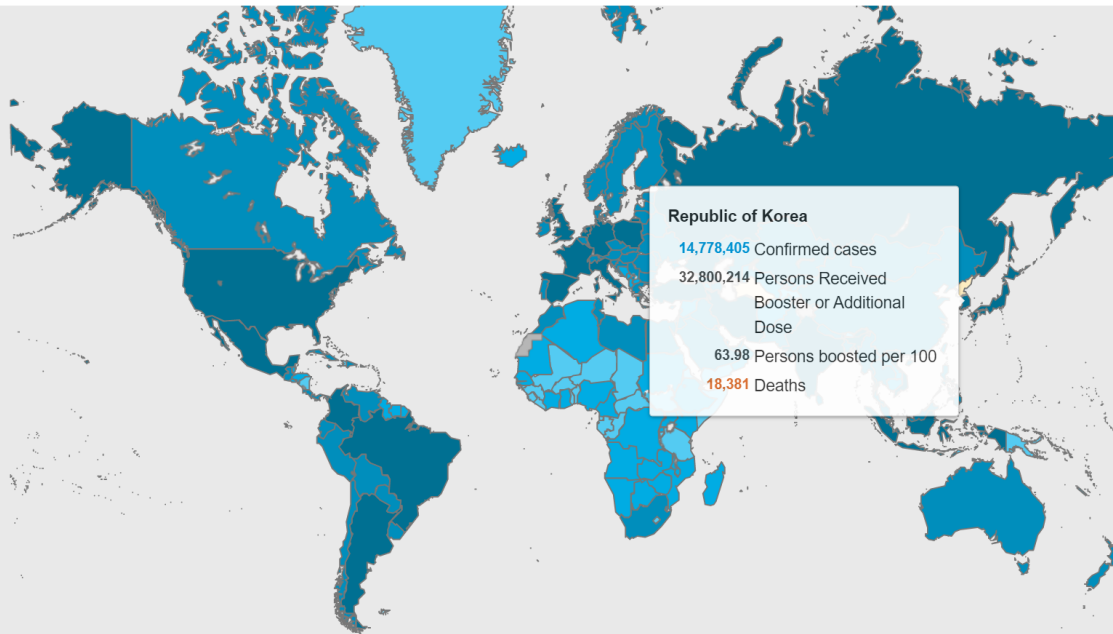 Republic of Korea
14,778,405 Confirmed cases
32,800,214 Persons Received
Booster or Additional
Dose
63.98 Persons boosted per 100
18,381 Deaths